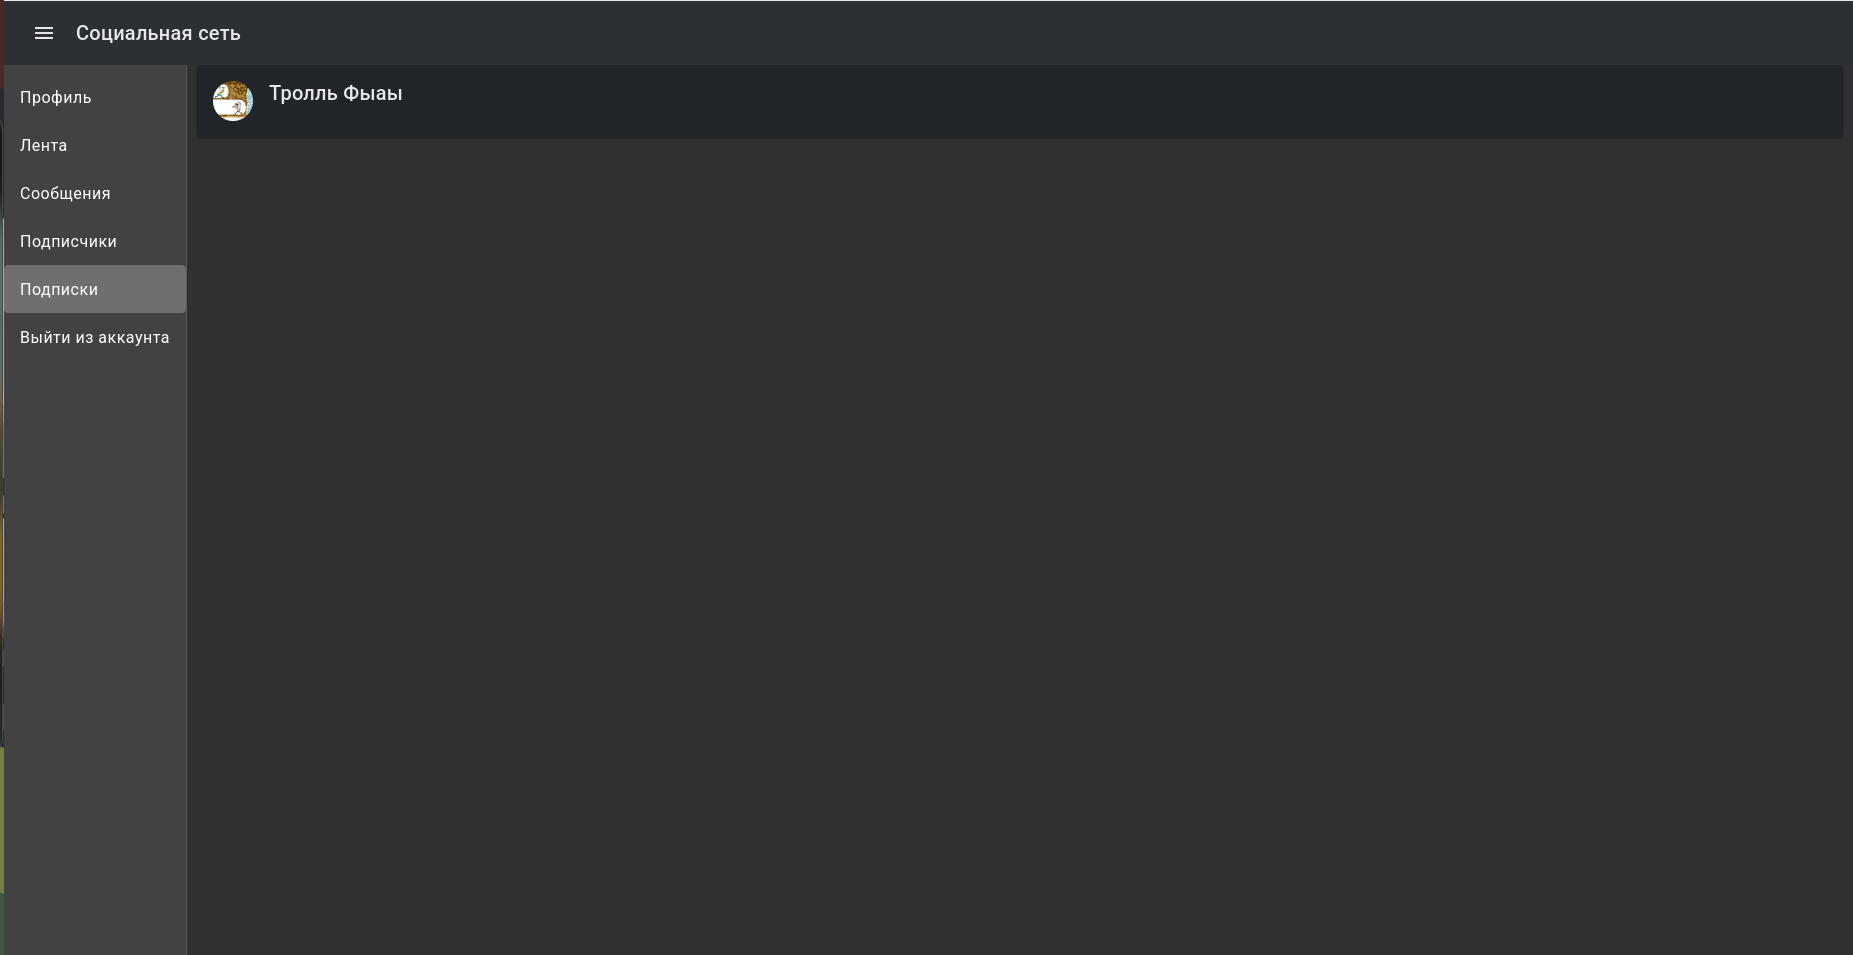 Социальная сеть
Профиль
Лента
Сообщения
Подписчики
Подписки
Выйти из аккаунта
Тролль Фыаы